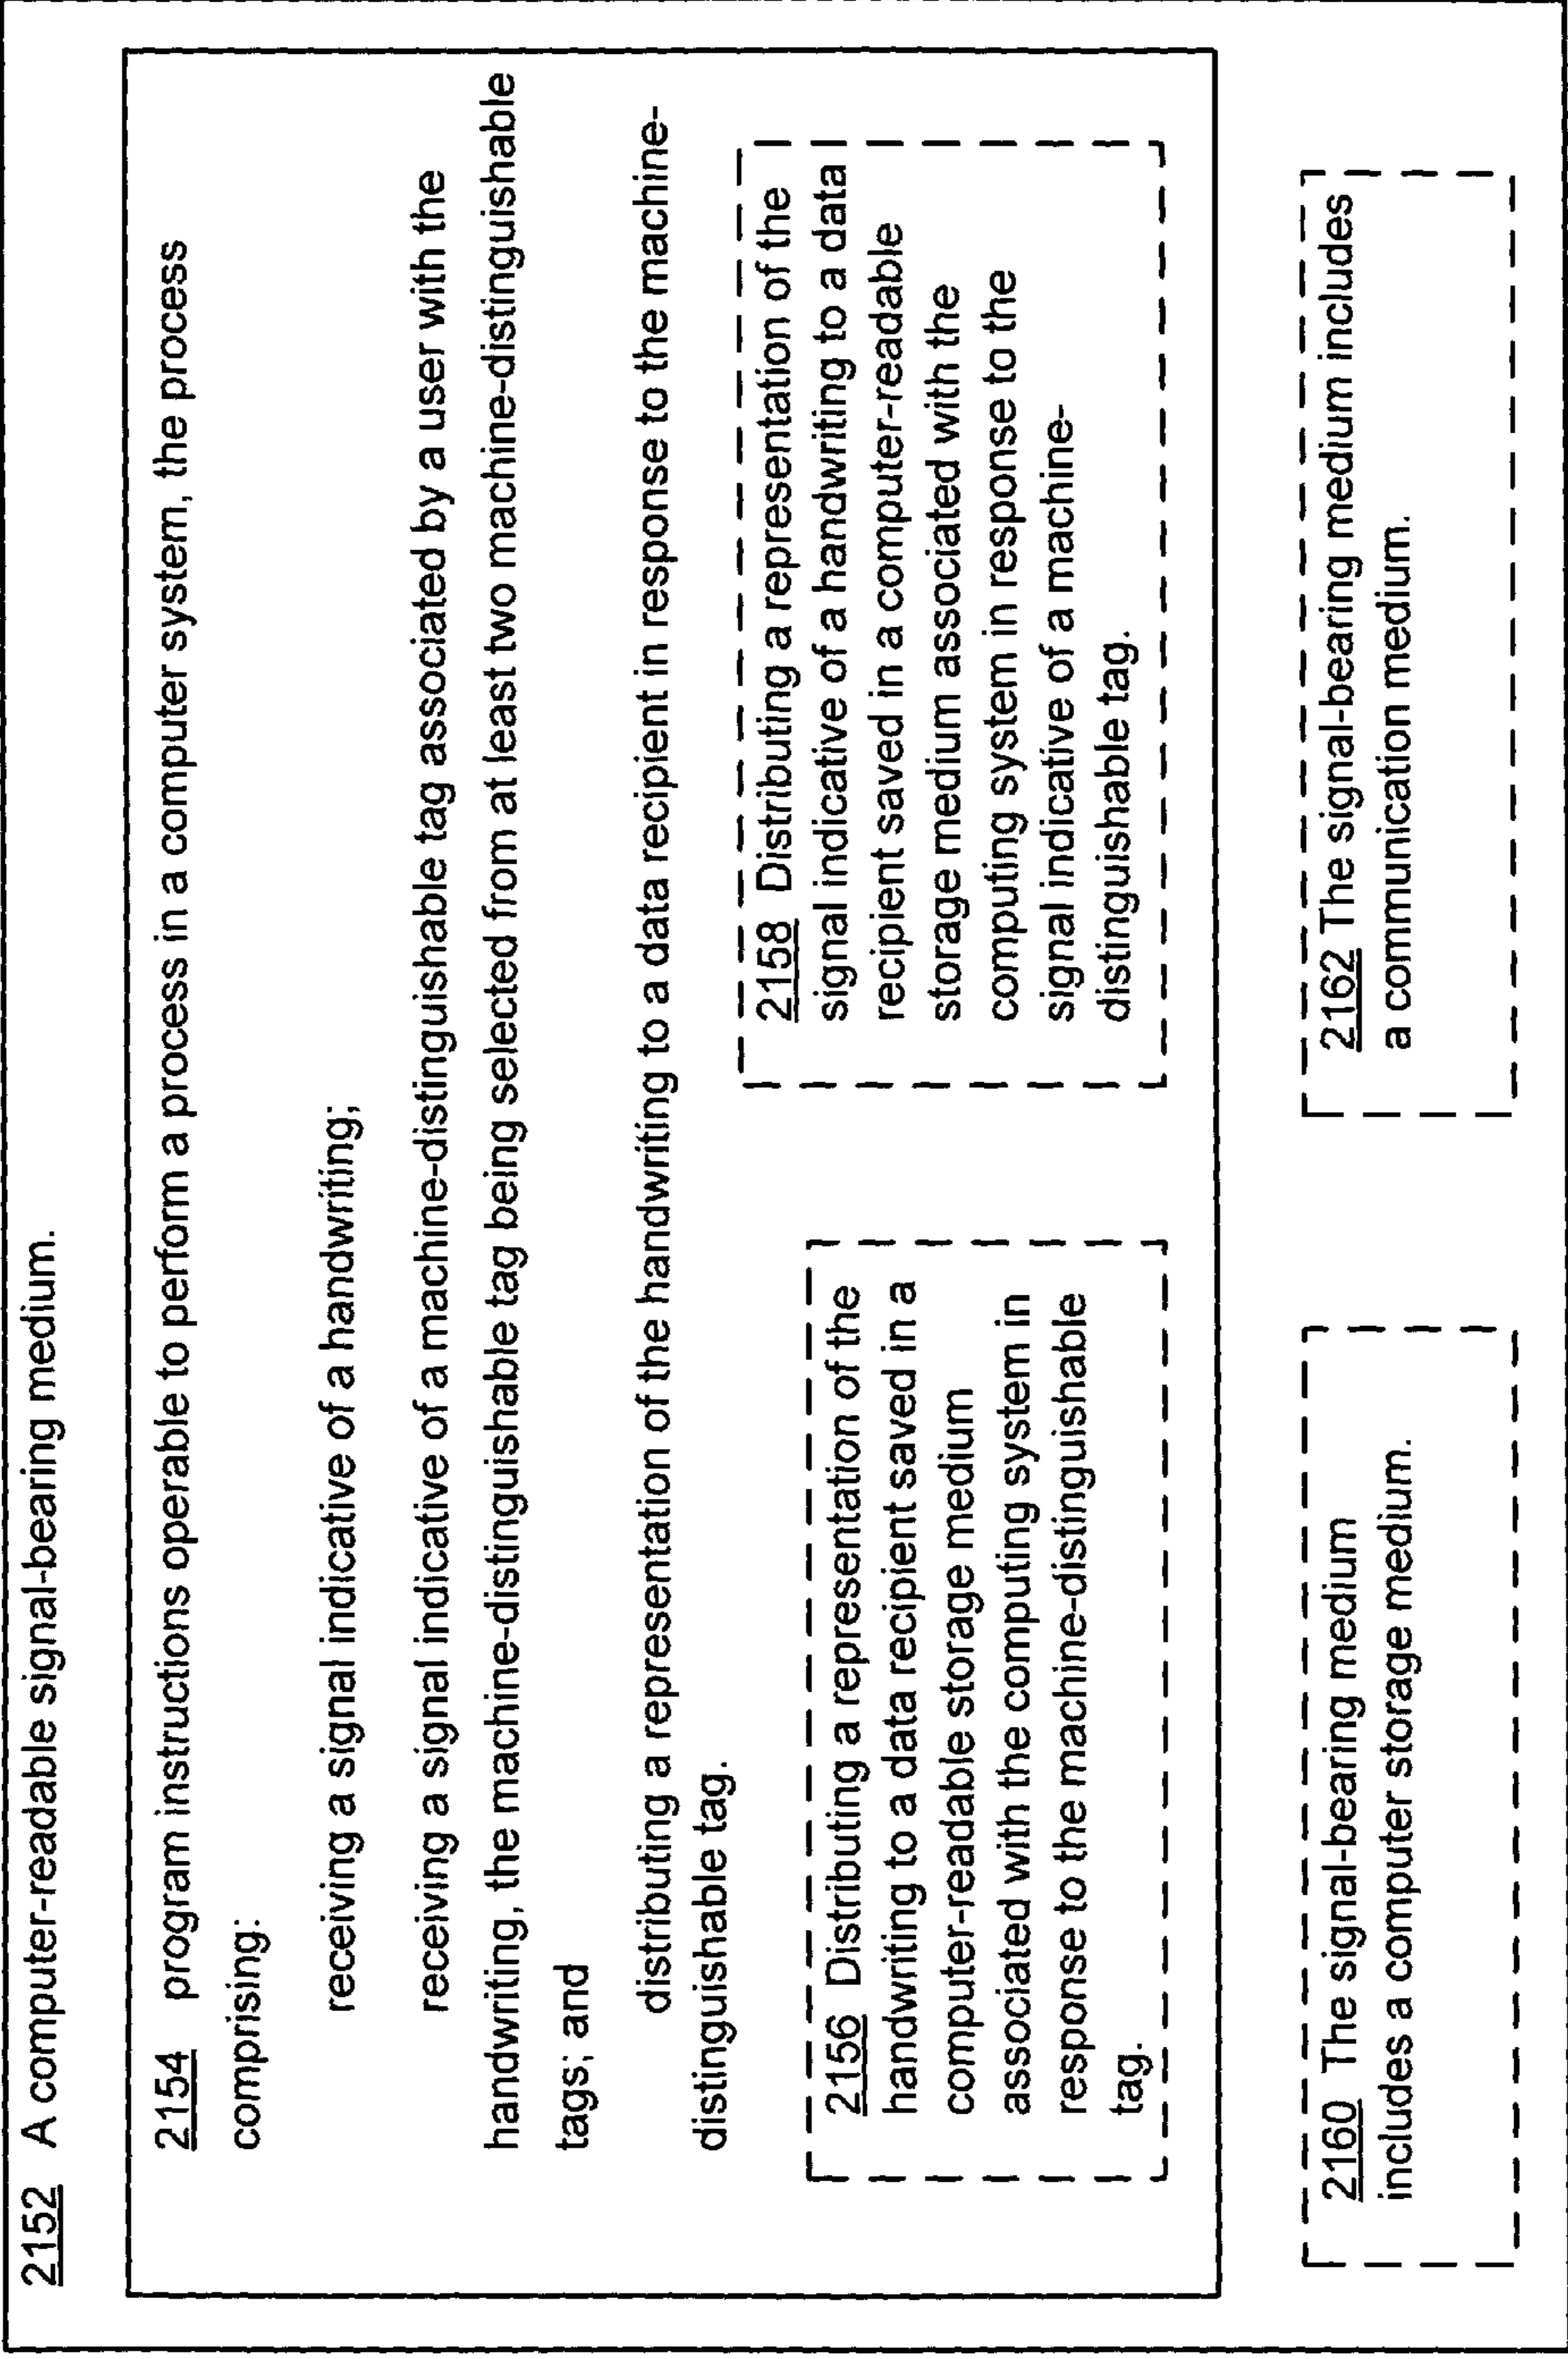 2152 A computer-readable signal-bearing medium.
2154 program instructions operable to perform a process in a computer system, the process
comprising:
receiving a signal indicative of a handwriting;
receiving a signal indicative of a machine-distinguishable tag associated by a user with the
handwriting, the machine-distinguishable tag being selected from at least two machine-distinguishable
tags; and
distributing a representation of the handwriting to a data recipient in response to the machine-
distinguishable tag.
2156 Distributing a representation of the
handwriting to a data recipient saved in a
computer-readable storage medium
associated with the computing system in
response to the machine-distinguishable
tag.
2158 Distributing a representation of the
signal indicative of a handwriting to a data
recipient saved in a computer-readable
storage medium associated with the
computing system in response to the
signal indicative of a machine-
distinguishable tag.
2160 The signal-bearing medium
includes a computer storage medium.
2162 The signal-bearing medium includes
a communication medium.